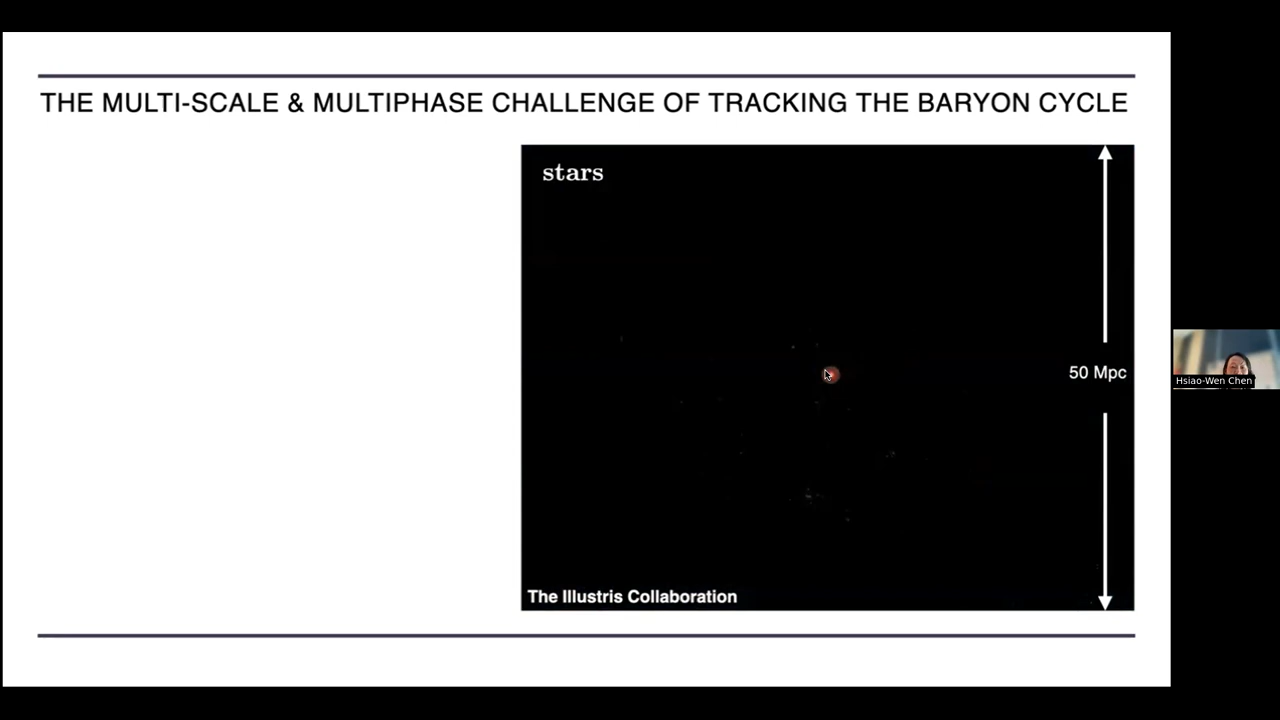 THE MULTI-SCALE & MULTIPHASE CHALLENGE OF TRACKING THE BARYON CYCLE
stars
50 Mpc
Hsiao-Wen Chen
The Illustris Collaboration